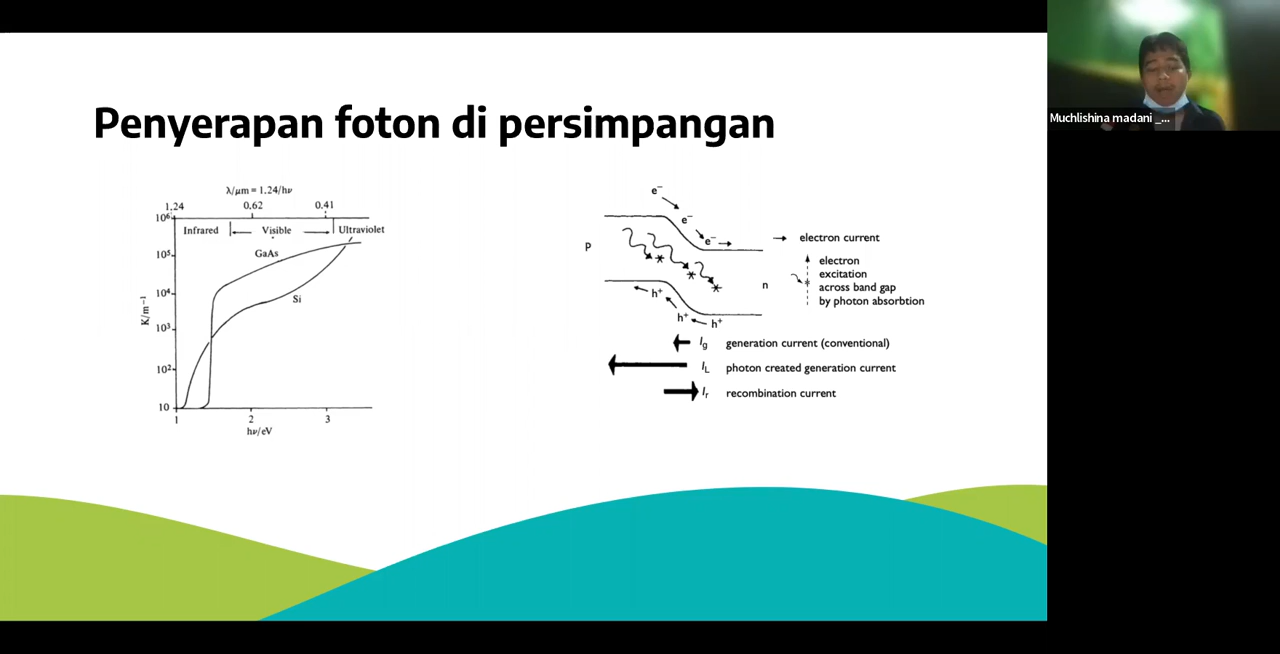 Penyerapan foton di persimpangan
λ/μm = 1.24/hν
1.24 0.62 0.41
Infrared Visible Ultraviolet
GaAs
Si
K/m⁻¹
10⁶
10⁵
10⁴
10³
10²
10
1 2 3
hν/eV
e⁻
e⁻
e⁻
p
n
h⁺
h⁺
h⁺
electron current
electron
excitation
across band gap
by photon absorbtion
I_g generation current (conventional)
I_L photon created generation current
I_r recombination current
Muchlishina madani _...